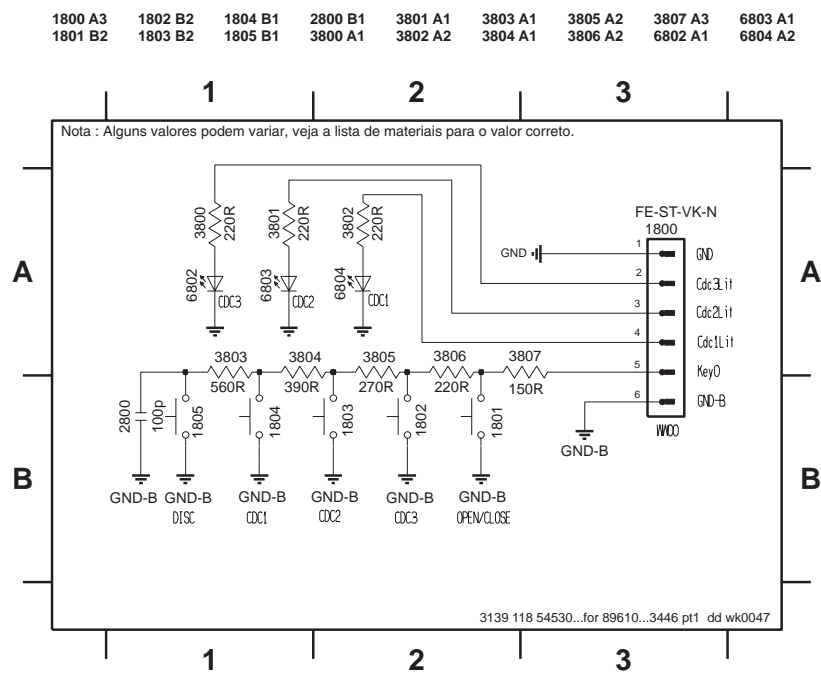 1800 A3 1802 B2 1804 B1 2800 B1 3801 A1 3803 A1 3805 A2 3807 A3 6803 A1
1801 B2 1803 B2 1805 B1 3800 A1 3802 A2 3804 A1 3806 A2 6802 A1 6804 A2
1 2 3
Nota : Alguns valores podem variar, veja a lista de materiais para o valor correto.
3800 220R 3801 220R 3802 220R
FE-ST-VK-N
1800
GND 1 GND
A A
6802 CDC3 6803 CDC2 6804 CDC1
2 Cdc3Lit
3 Cdc2Lit
4 Cdc1Lit
3803 3804 3805 3806 3807
5 Key0
560R 390R 270R 220R 150R
6 GND-B
2800 100p 1805 1804 1803 1802 1801
GND-B
B B
GND-B GND-B GND-B GND-B GND-B GND-B
DISC CDC1 CDC2 CDC3 OPEN/CLOSE
3139 118 54530...for 89610...3446 pt1 dd wk0047
1 2 3